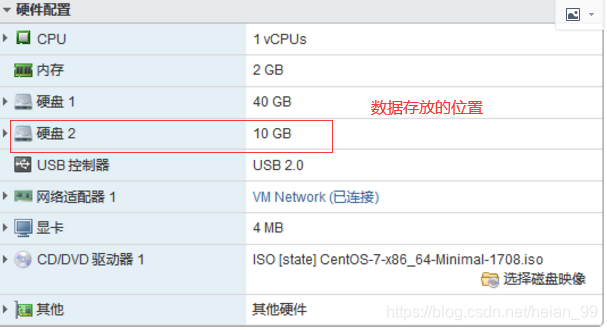 硬件配置
CPU 1 vCPUs
内存 2 GB
硬盘 1 40 GB
数据存放的位置
硬盘 2 10 GB
USB 控制器 USB 2.0
网络适配器 1 VM Network (已连接)
显卡 4 MB
CD/DVD 驱动器 1 ISO [state] CentOS-7-x86_64-Minimal-1708.iso
选择磁盘映像
其他 其他硬件
https://blog.csdn.net/heian_99